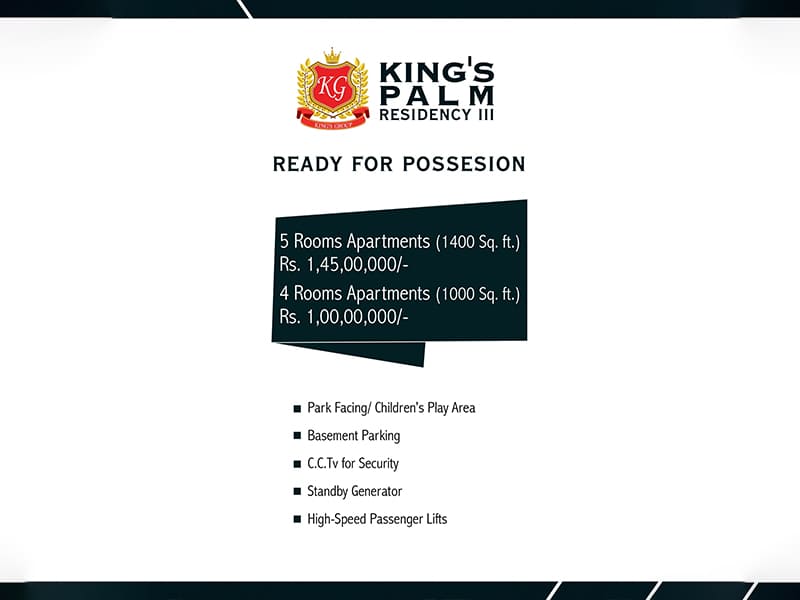 KG
KING'S GROUP
KING'S
PALM
RESIDENCY III
READY FOR POSSESION
5 Rooms Apartments (1400 Sq. ft.)
Rs. 1,45,00,000/-
4 Rooms Apartments (1000 Sq. ft.)
Rs. 1,00,00,000/-
Park Facing/ Children's Play Area
Basement Parking
C.C.Tv for Security
Standby Generator
High-Speed Passenger Lifts